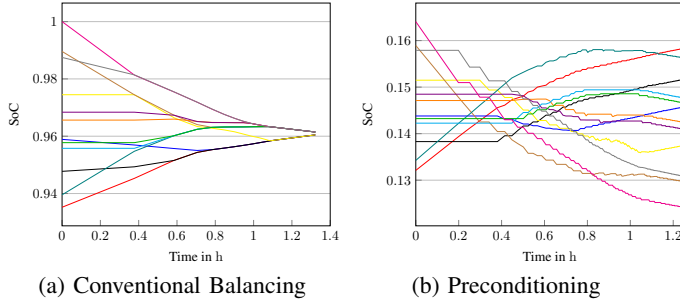 1
0.98
0.96
0.94
SoC
0 0.2 0.4 0.6 0.8 1 1.2 1.4
Time in h
(a) Conventional Balancing
0.16
0.15
0.14
0.13
SoC
0 0.2 0.4 0.6 0.8 1 1.2
Time in h
(b) Preconditioning